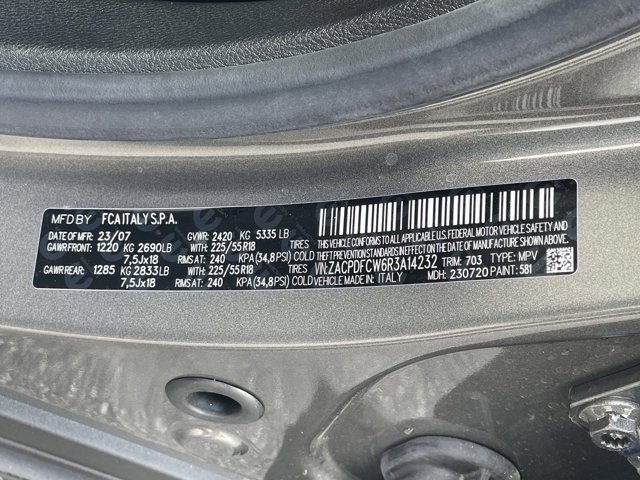 MFD BY FCA ITALY S.P.A.
DATE OF MFR: 23/07 GVWR: 2420 KG 5335 LB
GAWR FRONT: 1220 KG 2690LB WITH 225/55R18 TIRES
7,5Jx18 RIMS AT: 240 KPA (34,8PSI) COLD
GAWR REAR: 1285 KG 2833LB WITH 225/55R18 TIRES
7,5Jx18 RIMS AT: 240 KPA (34,8PSI) COLD
THIS VEHICLE CONFORMS TO ALL APPLICABLE U.S. FEDERAL MOTOR VEHICLE SAFETY, BUMPER, AND
THEFT PREVENTION STANDARDS IN EFFECT ON THE DATE OF MANUFACTURE SHOWN ABOVE.
VIN: ZACPDFCW6R3A14232 TRIM: 703 TYPE: MPV
VEHICLE MADE IN: ITALY MDH: 230720 PAINT: 581